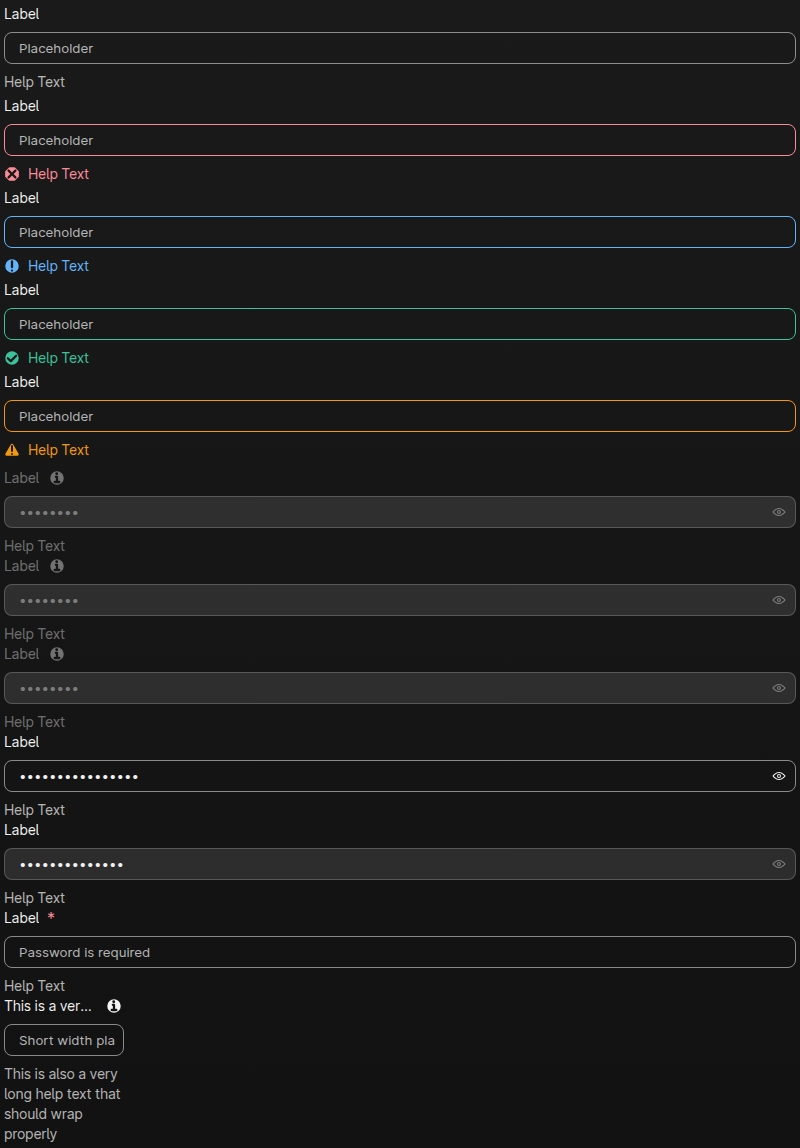 Label
Placeholder
Help Text
Label
Placeholder
Help Text
Label
Placeholder
Help Text
Label
Placeholder
Help Text
Label
Placeholder
Help Text
Label
••••••••
Help Text
Label
••••••••
Help Text
Label
••••••••
Help Text
Label
••••••••••••••••
Help Text
Label
••••••••••••••
Help Text
Label *
Password is required
Help Text
This is a ver...
Short width pla
This is also a very
long help text that
should wrap
properly